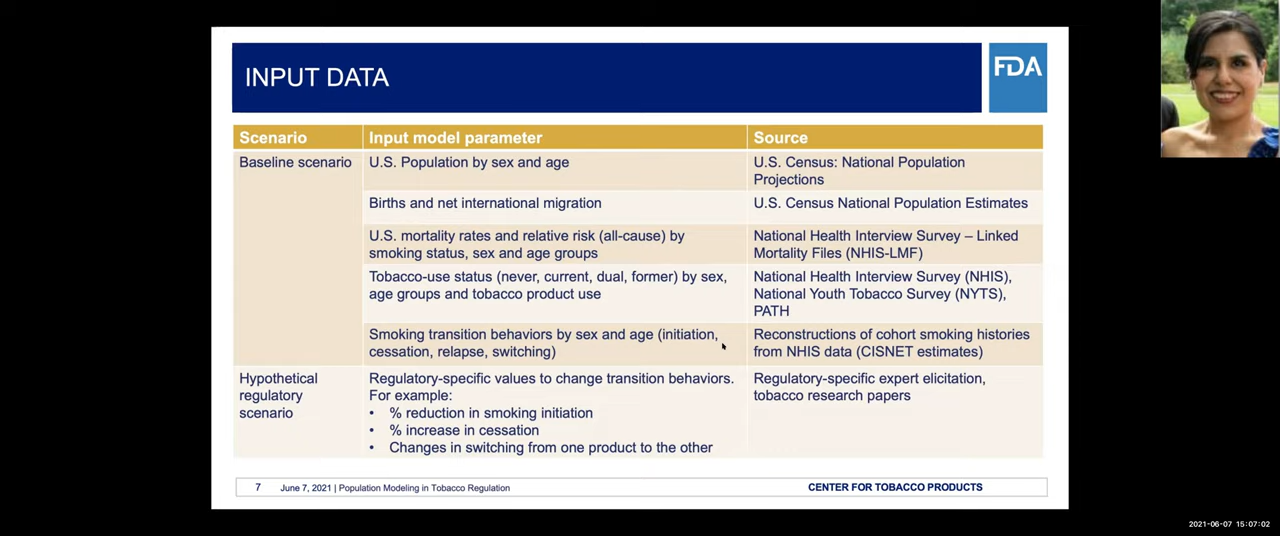 INPUT DATA
FDA
Scenario Input model parameter Source
Baseline scenario U.S. Population by sex and age U.S. Census: National Population
Projections
Births and net international migration U.S. Census National Population Estimates
U.S. mortality rates and relative risk (all-cause) by
smoking status, sex and age groups
National Health Interview Survey – Linked
Mortality Files (NHIS-LMF)
Tobacco-use status (never, current, dual, former) by sex,
age groups and tobacco product use
National Health Interview Survey (NHIS),
National Youth Tobacco Survey (NYTS),
PATH
Smoking transition behaviors by sex and age (initiation,
cessation, relapse, switching)
Reconstructions of cohort smoking histories
from NHIS data (CISNET estimates)
Hypothetical
regulatory
scenario
Regulatory-specific values to change transition behaviors.
For example:
• % reduction in smoking initiation
• % increase in cessation
• Changes in switching from one product to the other
Regulatory-specific expert elicitation,
tobacco research papers
7 June 7, 2021 | Population Modeling in Tobacco Regulation CENTER FOR TOBACCO PRODUCTS
2021-06-07 15:07:02